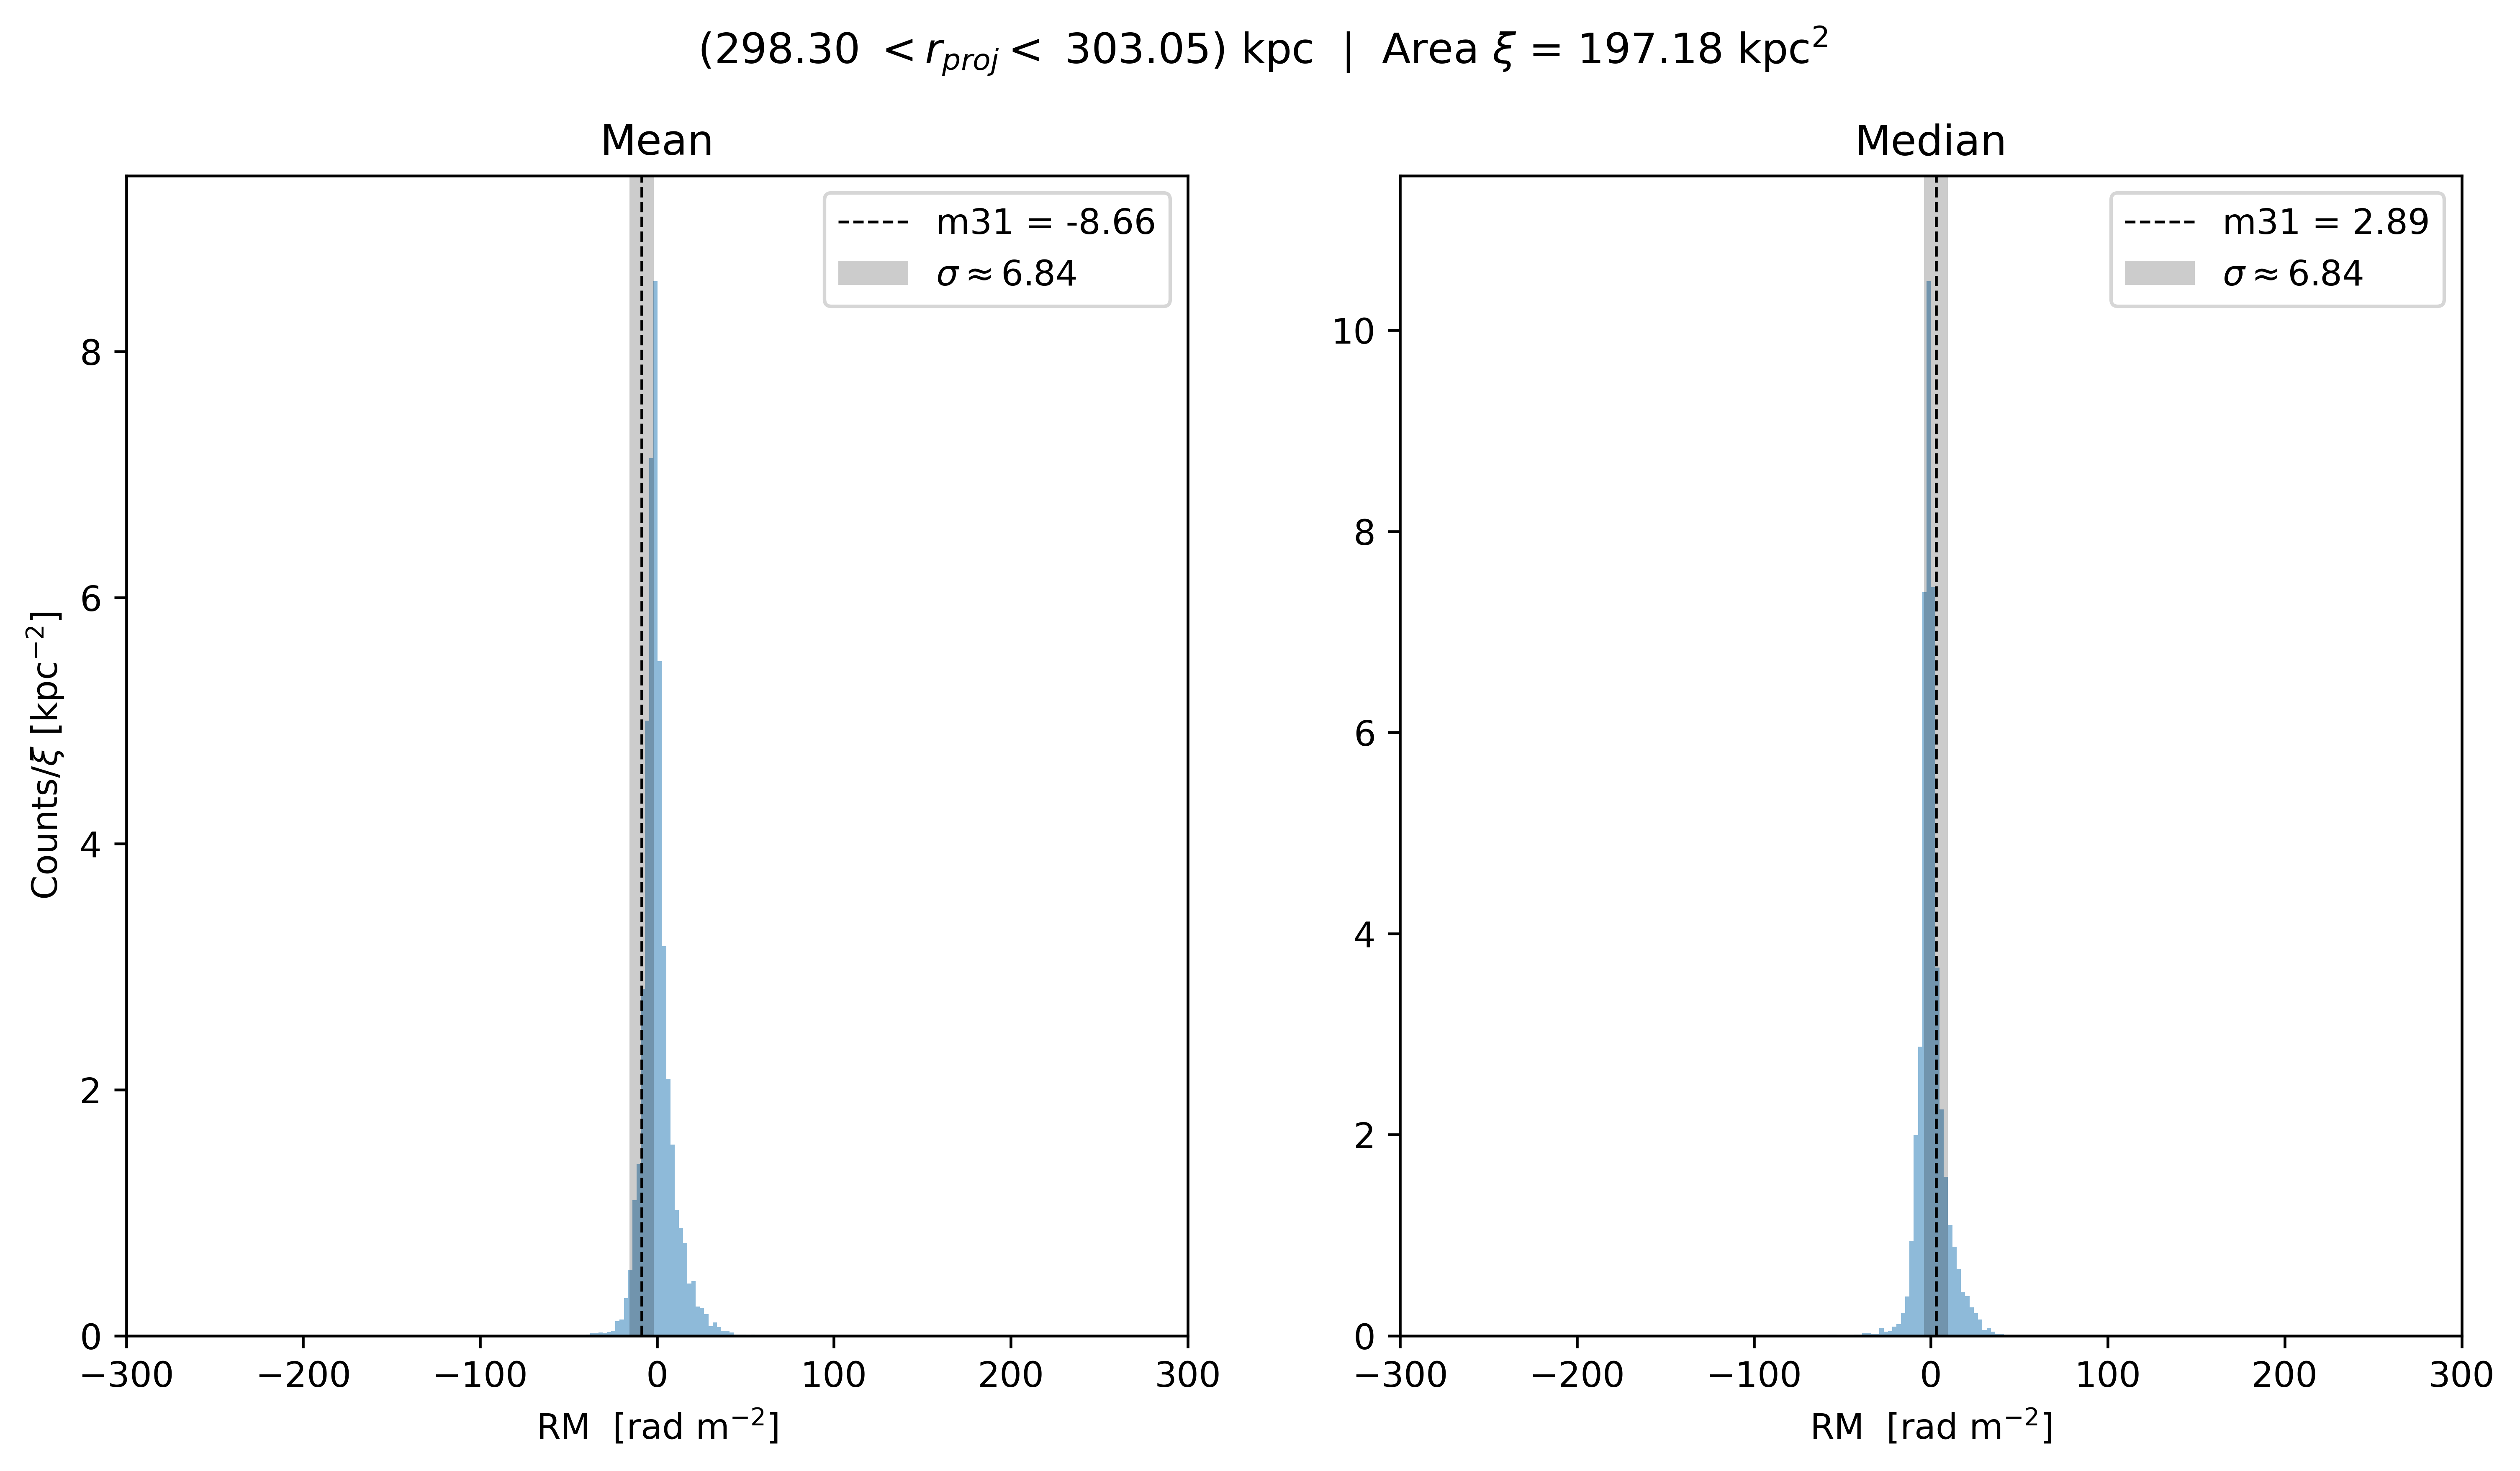 (298.30 < r_proj < 303.05) kpc | Area ξ = 197.18 kpc²
Mean
m31 = -8.66
σ ≈ 6.84
Counts/ξ [kpc⁻²]
8
6
4
2
0
−300 −200 −100 0 100 200 300
RM [rad m⁻²]
Median
m31 = 2.89
σ ≈ 6.84
10
8
6
4
2
0
−300 −200 −100 0 100 200 300
RM [rad m⁻²]